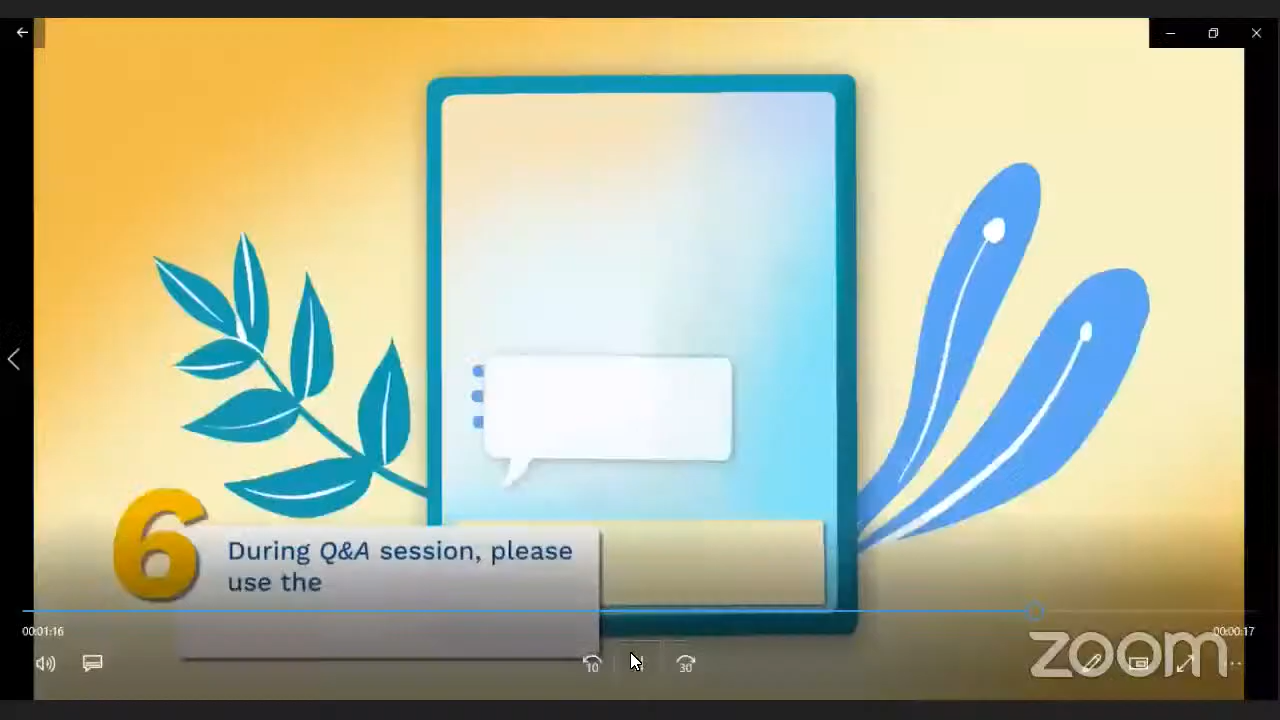 6
During Q&A session, please
use the
00:01:16
00:00:17
10
30
zoom